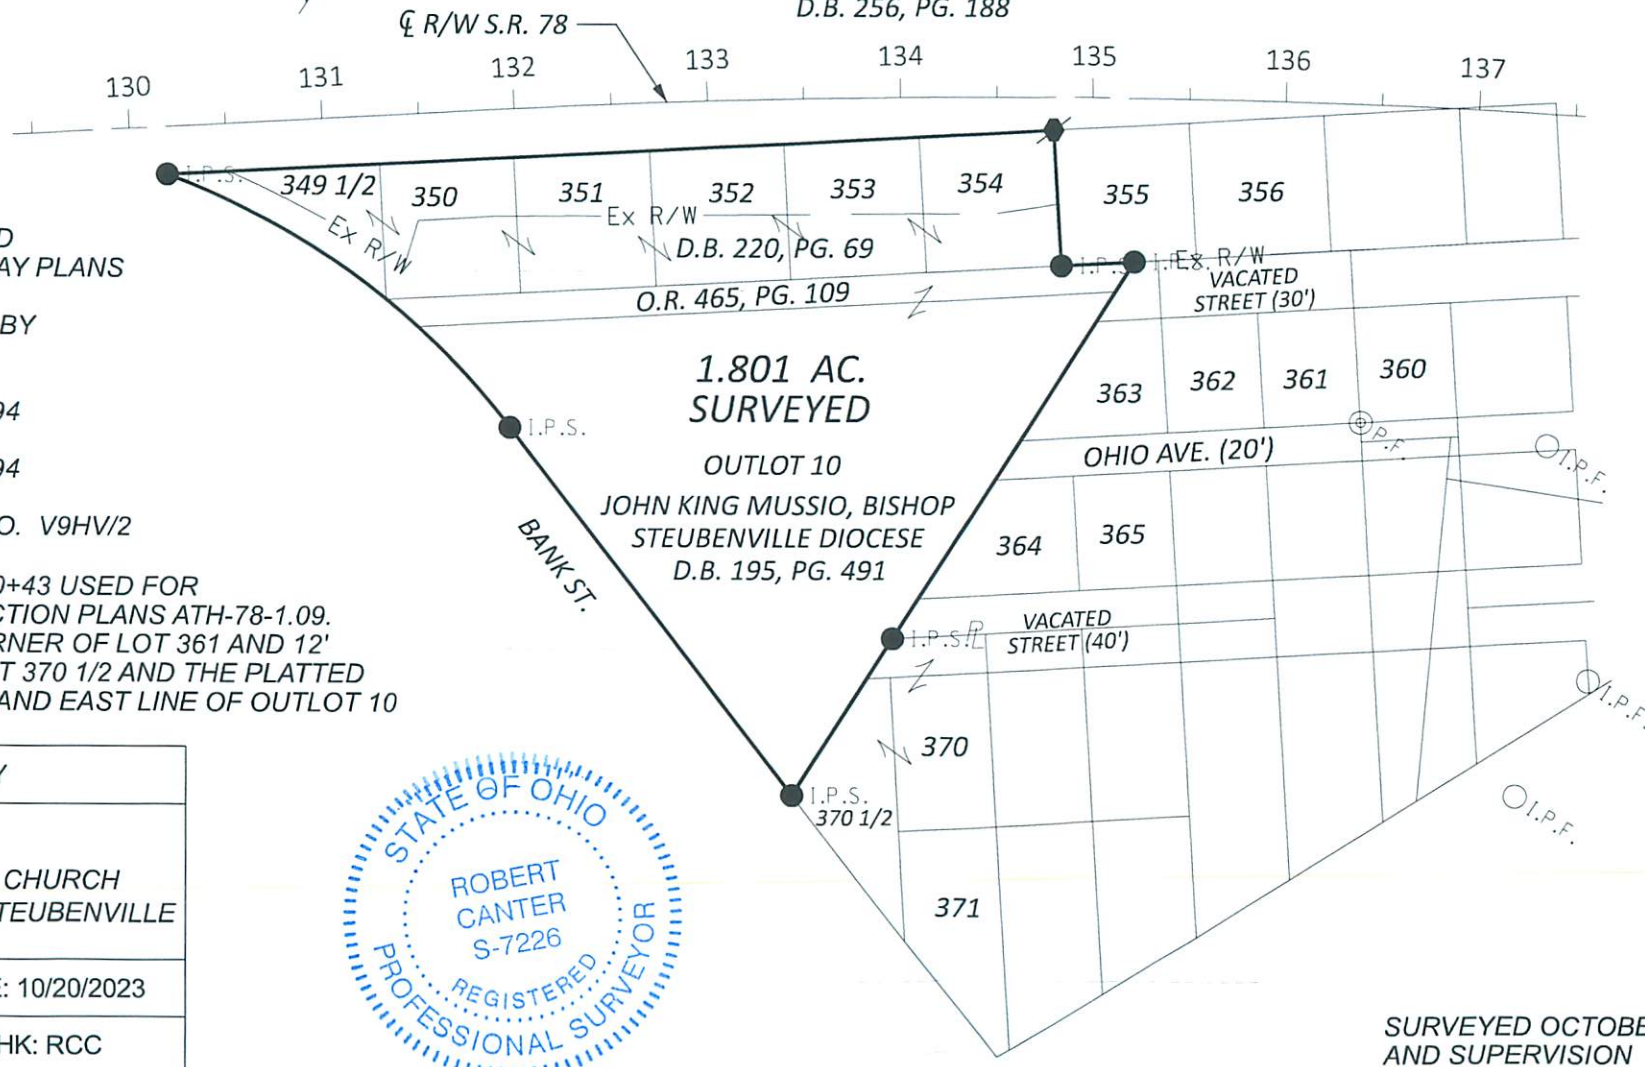 D.B. 256, PG. 188
℄ R/W S.R. 78
130
131
132
133
134
135
136
137
I.P.S.
349 1/2
350
351
352
353
354
355
356
Ex R/W
Ex R/W
D.B. 220, PG. 69
O.R. 465, PG. 109
Ex. R/W
VACATED
STREET (30')
D
AY PLANS
BY
94
94
O. V9HV/2
0+43 USED FOR
CTION PLANS ATH-78-1.09.
RNER OF LOT 361 AND 12'
T 370 1/2 AND THE PLATTED
AND EAST LINE OF OUTLOT 10
1.801 AC.
SURVEYED
OUTLOT 10
JOHN KING MUSSIO, BISHOP
STEUBENVILLE DIOCESE
D.B. 195, PG. 491
I.P.S.
BANK ST.
363
362
361
360
P.F.
I.P.F.
OHIO AVE. (20')
364
365
I.P.S.
VACATED
STREET (40')
I.P.F.
370
I.P.S.
370 1/2
I.P.F.
371
Y
CHURCH
TEUBENVILLE
E: 10/20/2023
HK: RCC
STATE OF OHIO
ROBERT
CANTER
S-7226
REGISTERED
PROFESSIONAL SURVEYOR
SURVEYED OCTOBE
AND SUPERVISION